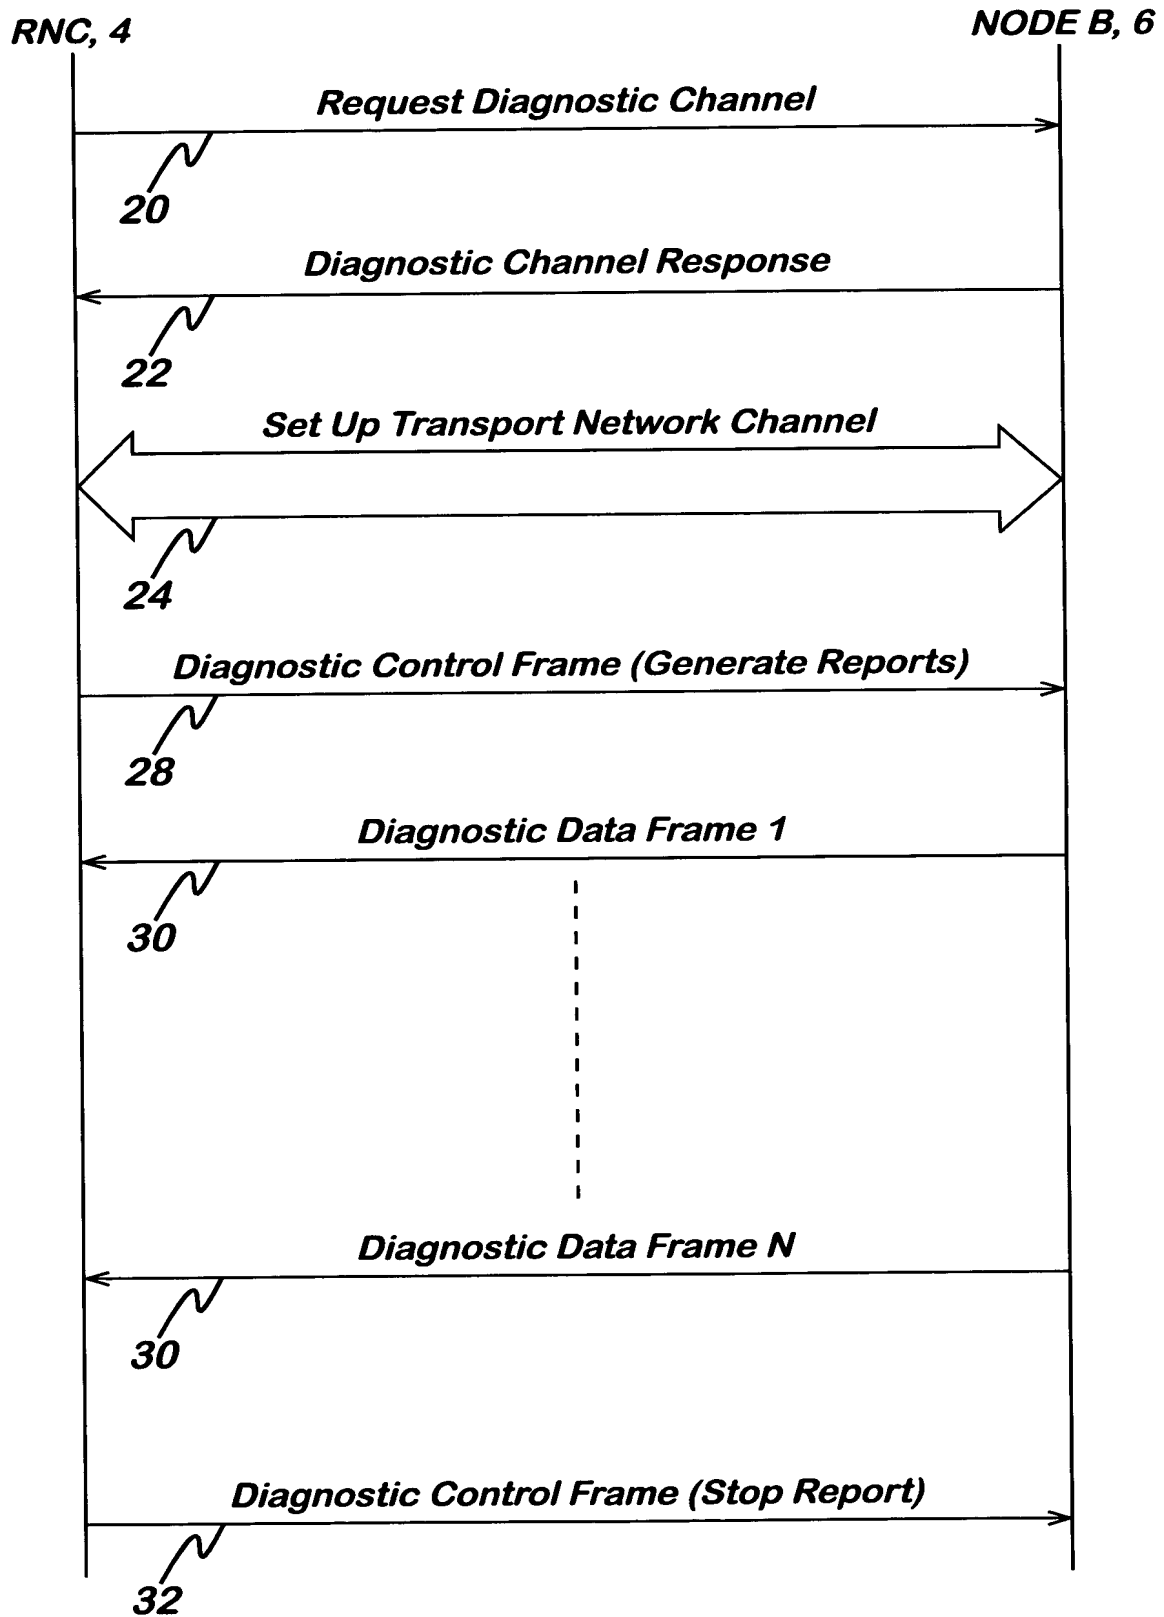 RNC, 4
NODE B, 6
Request Diagnostic Channel
20
Diagnostic Channel Response
22
Set Up Transport Network Channel
24
Diagnostic Control Frame (Generate Reports)
28
Diagnostic Data Frame 1
30
Diagnostic Data Frame N
30
Diagnostic Control Frame (Stop Report)
32